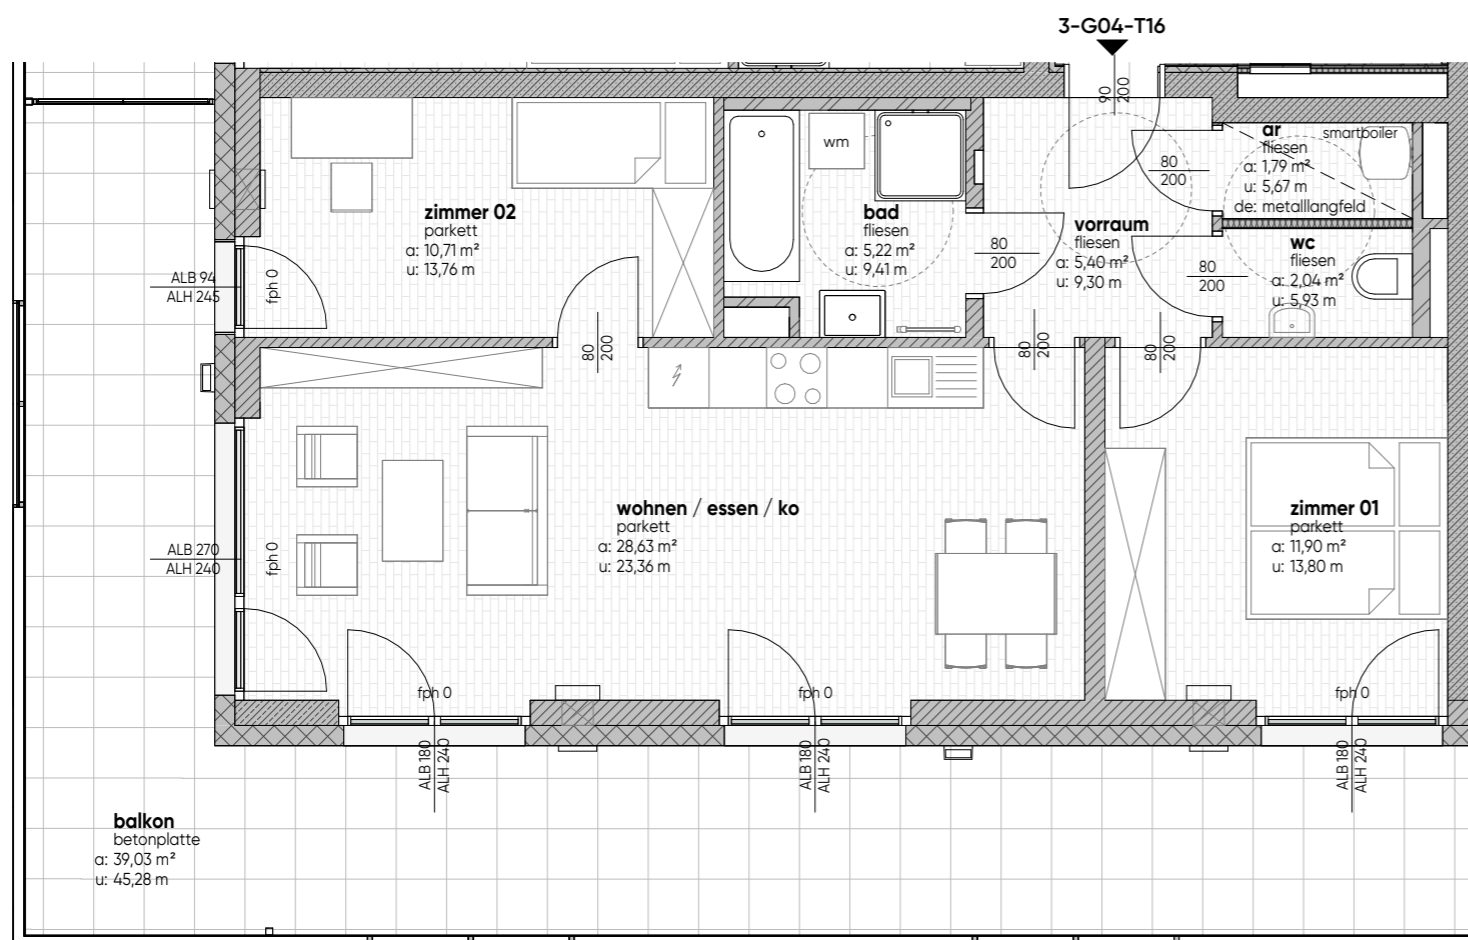 3-G04-T16
90
200
ar
fliesen
a: 1,79 m²
u: 5,67 m
de: metalllangfeld
smartboiler
80
200
wm
zimmer 02
parkett
a: 10,71 m²
u: 13,76 m
bad
fliesen
a: 5,22 m²
u: 9,41 m
80
200
vorraum
fliesen
a: 5,40 m²
u: 9,30 m
wc
fliesen
a: 2,04 m²
u: 5,93 m
80
200
ALB 94
ALH 245
fph 0
80
200
80
200
80
200
wohnen / essen / ko
parkett
a: 28,63 m²
u: 23,36 m
zimmer 01
parkett
a: 11,90 m²
u: 13,80 m
ALB 270
ALH 240
fph 0
fph 0
fph 0
fph 0
ALB 180
ALH 240
ALB 180
ALH 240
ALB 180
ALH 240
balkon
betonplatte
a: 39,03 m²
u: 45,28 m